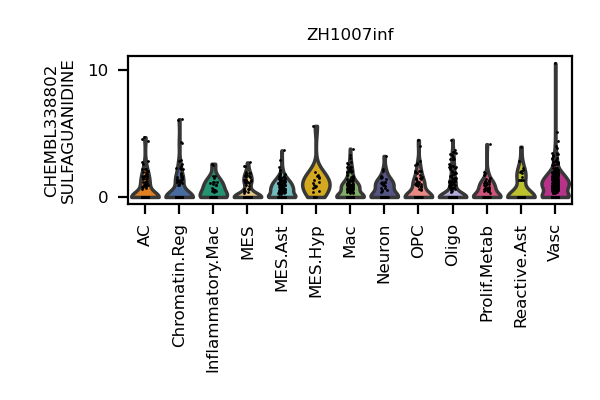 ZH1007inf
CHEMBL338802
SULFAGUANIDINE
10
0
AC
Chromatin.Reg
Inflammatory.Mac
MES
MES.Ast
MES.Hyp
Mac
Neuron
OPC
Oligo
Prolif.Metab
Reactive.Ast
Vasc